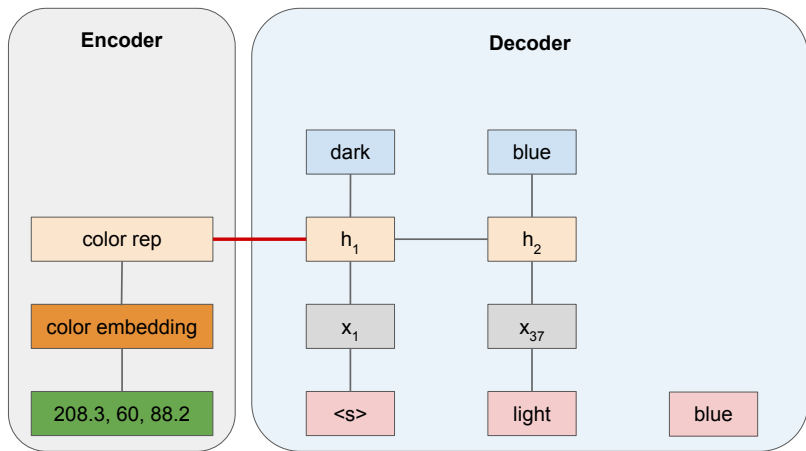 Encoder
Decoder
dark
blue
color rep
h₁
h₂
color embedding
x₁
x₃₇
208.3, 60, 88.2
<s>
light
blue